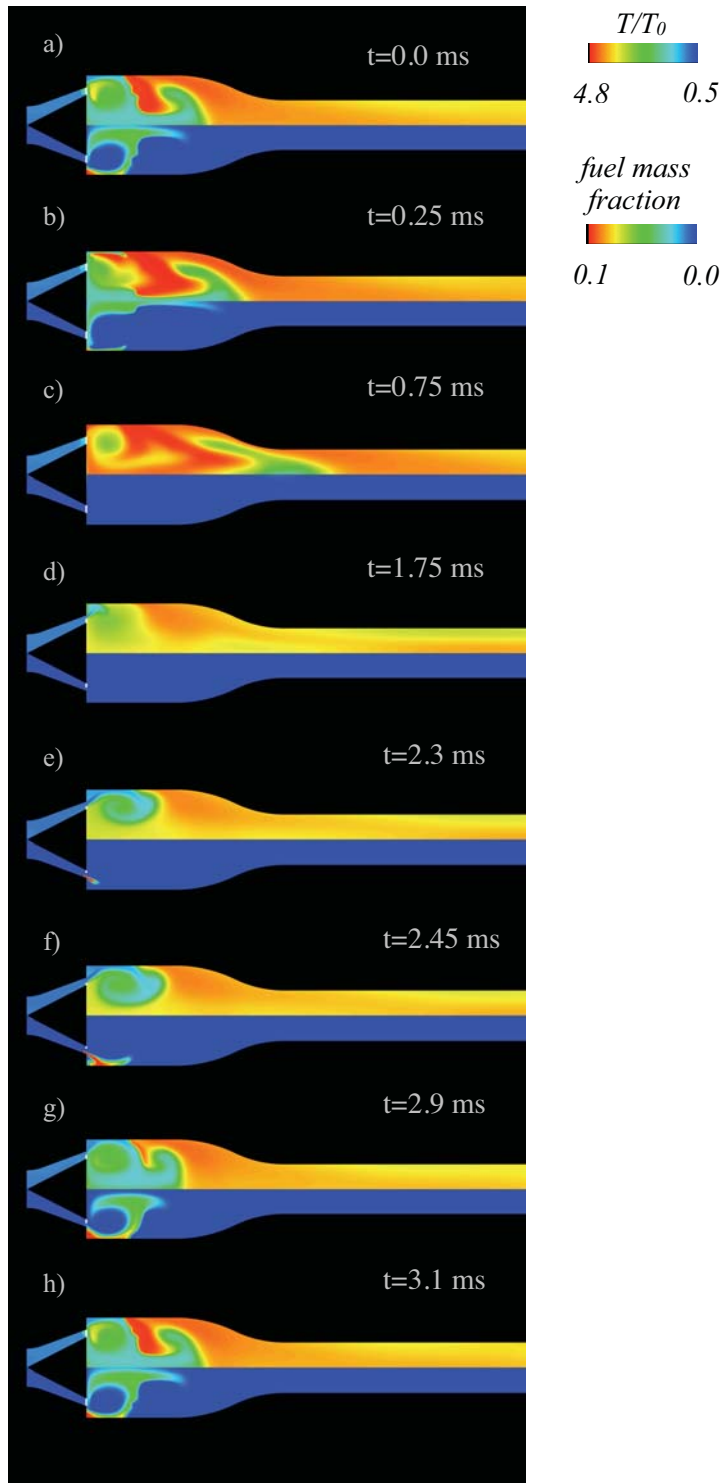 a)
t=0.0 ms
T/T0
4.8 0.5
fuel mass
fraction
0.1 0.0
b)
t=0.25 ms
c)
t=0.75 ms
d)
t=1.75 ms
e)
t=2.3 ms
f)
t=2.45 ms
g)
t=2.9 ms
h)
t=3.1 ms